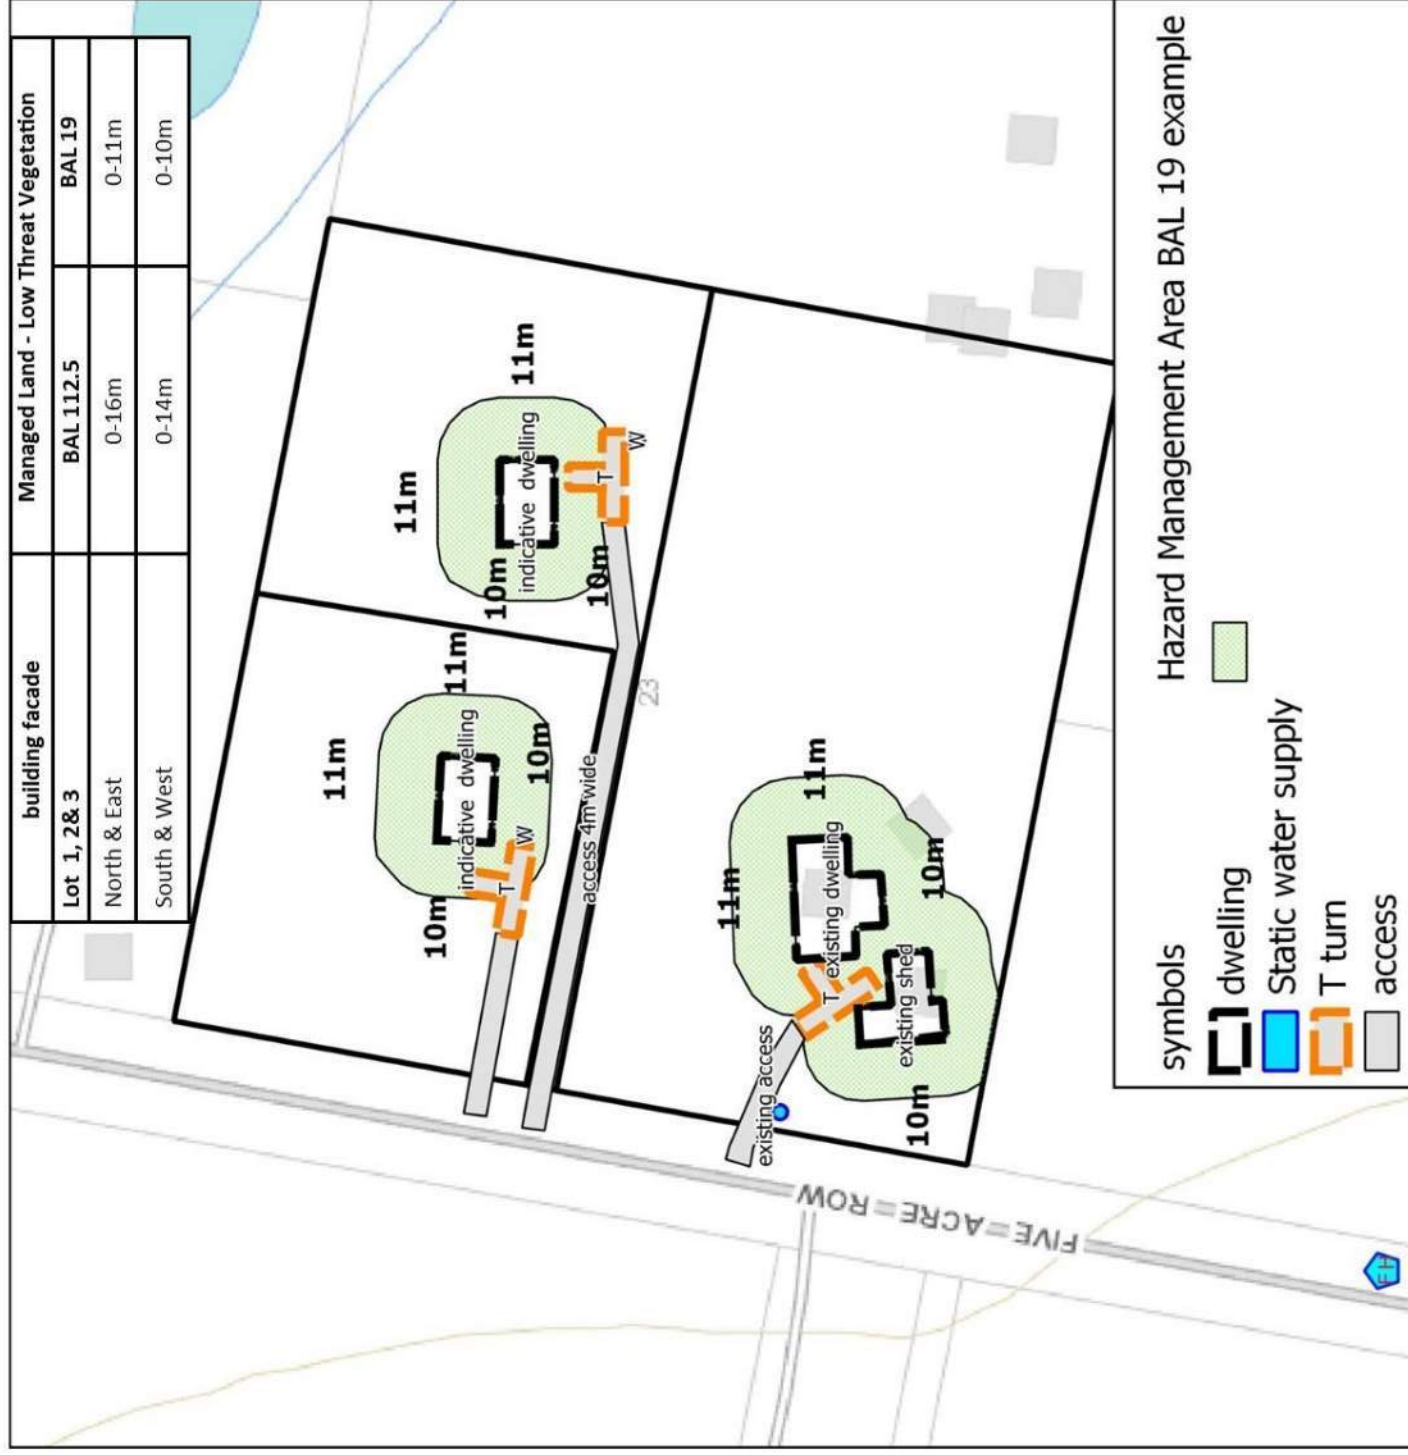 building facade
Managed Land - Low Threat Vegetation
Lot 1, 2& 3
BAL 112.5
BAL 19
North & East
0-16m
0-11m
South & West
0-14m
0-10m
11m
11m
10m
indicative dwelling
10m
T
W
11m
11m
10m
indicative dwelling
10m
T
W
access 4m wide
23
11m
11m
existing dwelling
T
10m
existing shed
existing access
10m
FIVE ACRE ROW
FH
symbols
dwelling
Static water supply
T turn
access
Hazard Management Area BAL 19 example